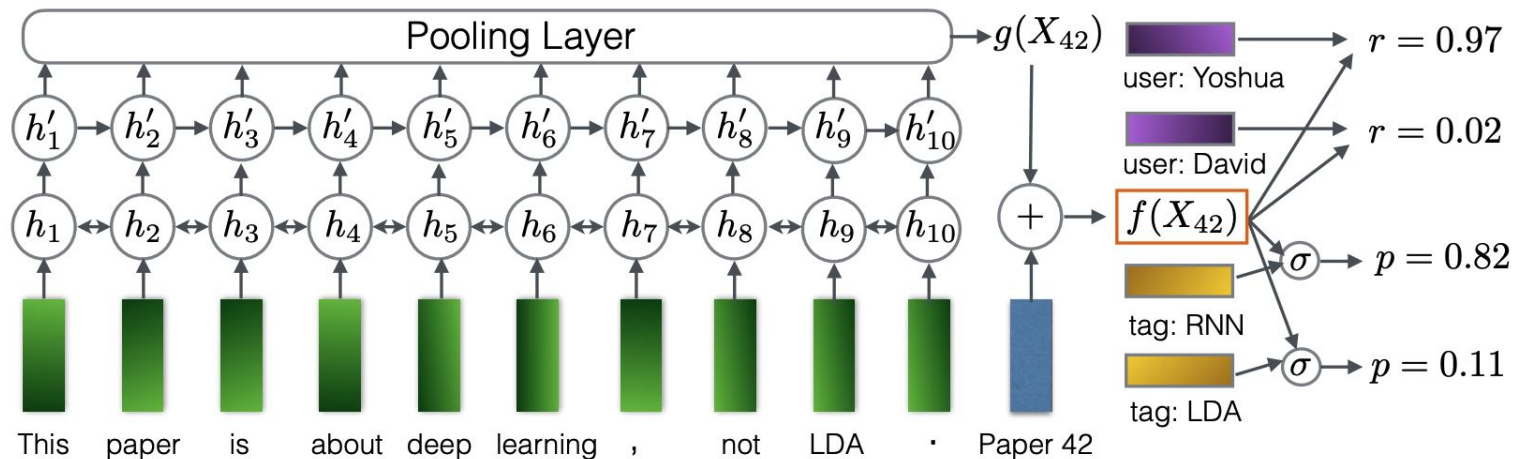 Pooling Layer
g(X₄₂)
user: Yoshua
r = 0.97
user: David
r = 0.02
h′₁ h′₂ h′₃ h′₄ h′₅ h′₆ h′₇ h′₈ h′₉ h′₁₀
h₁ h₂ h₃ h₄ h₅ h₆ h₇ h₈ h₉ h₁₀
+
f(X₄₂)
σ
p = 0.82
tag: RNN
σ
p = 0.11
tag: LDA
This paper is about deep learning , not LDA . Paper 42